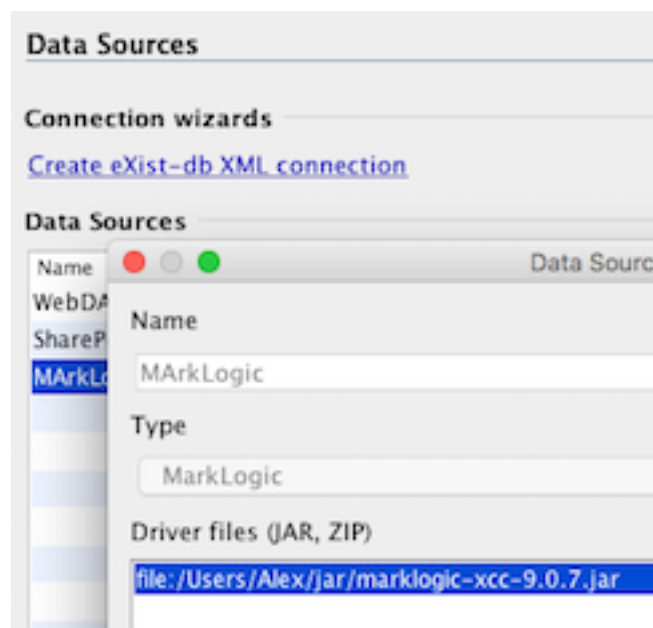 Data Sources
Connection wizards
Create eXist-db XML connection
Data Sources
Name
WebDA
ShareP
MArkLo
Data Sourc
Name
MArkLogic
Type
MarkLogic
Driver files (JAR, ZIP)
file:/Users/Alex/jar/marklogic-xcc-9.0.7.jar